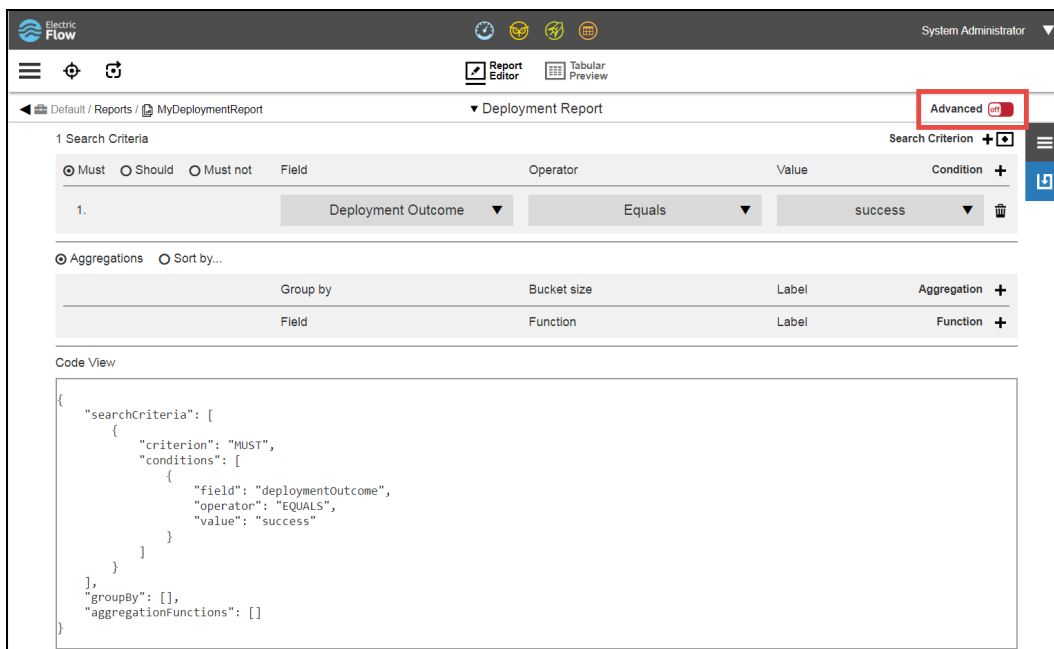 Electric
Flow
System Administrator
Report
Editor
Tabular
Preview
Default / Reports / MyDeploymentReport
Deployment Report
Advanced off
1 Search Criteria
Search Criterion
Must Should Must not Field Operator Value Condition
1. Deployment Outcome Equals success
Aggregations Sort by...
Group by Bucket size Label Aggregation
Field Function Label Function
Code View
{
"searchCriteria": [
{
"criterion": "MUST",
"conditions": [
{
"field": "deploymentOutcome",
"operator": "EQUALS",
"value": "success"
}
]
}
],
"groupBy": [],
"aggregationFunctions": []
}